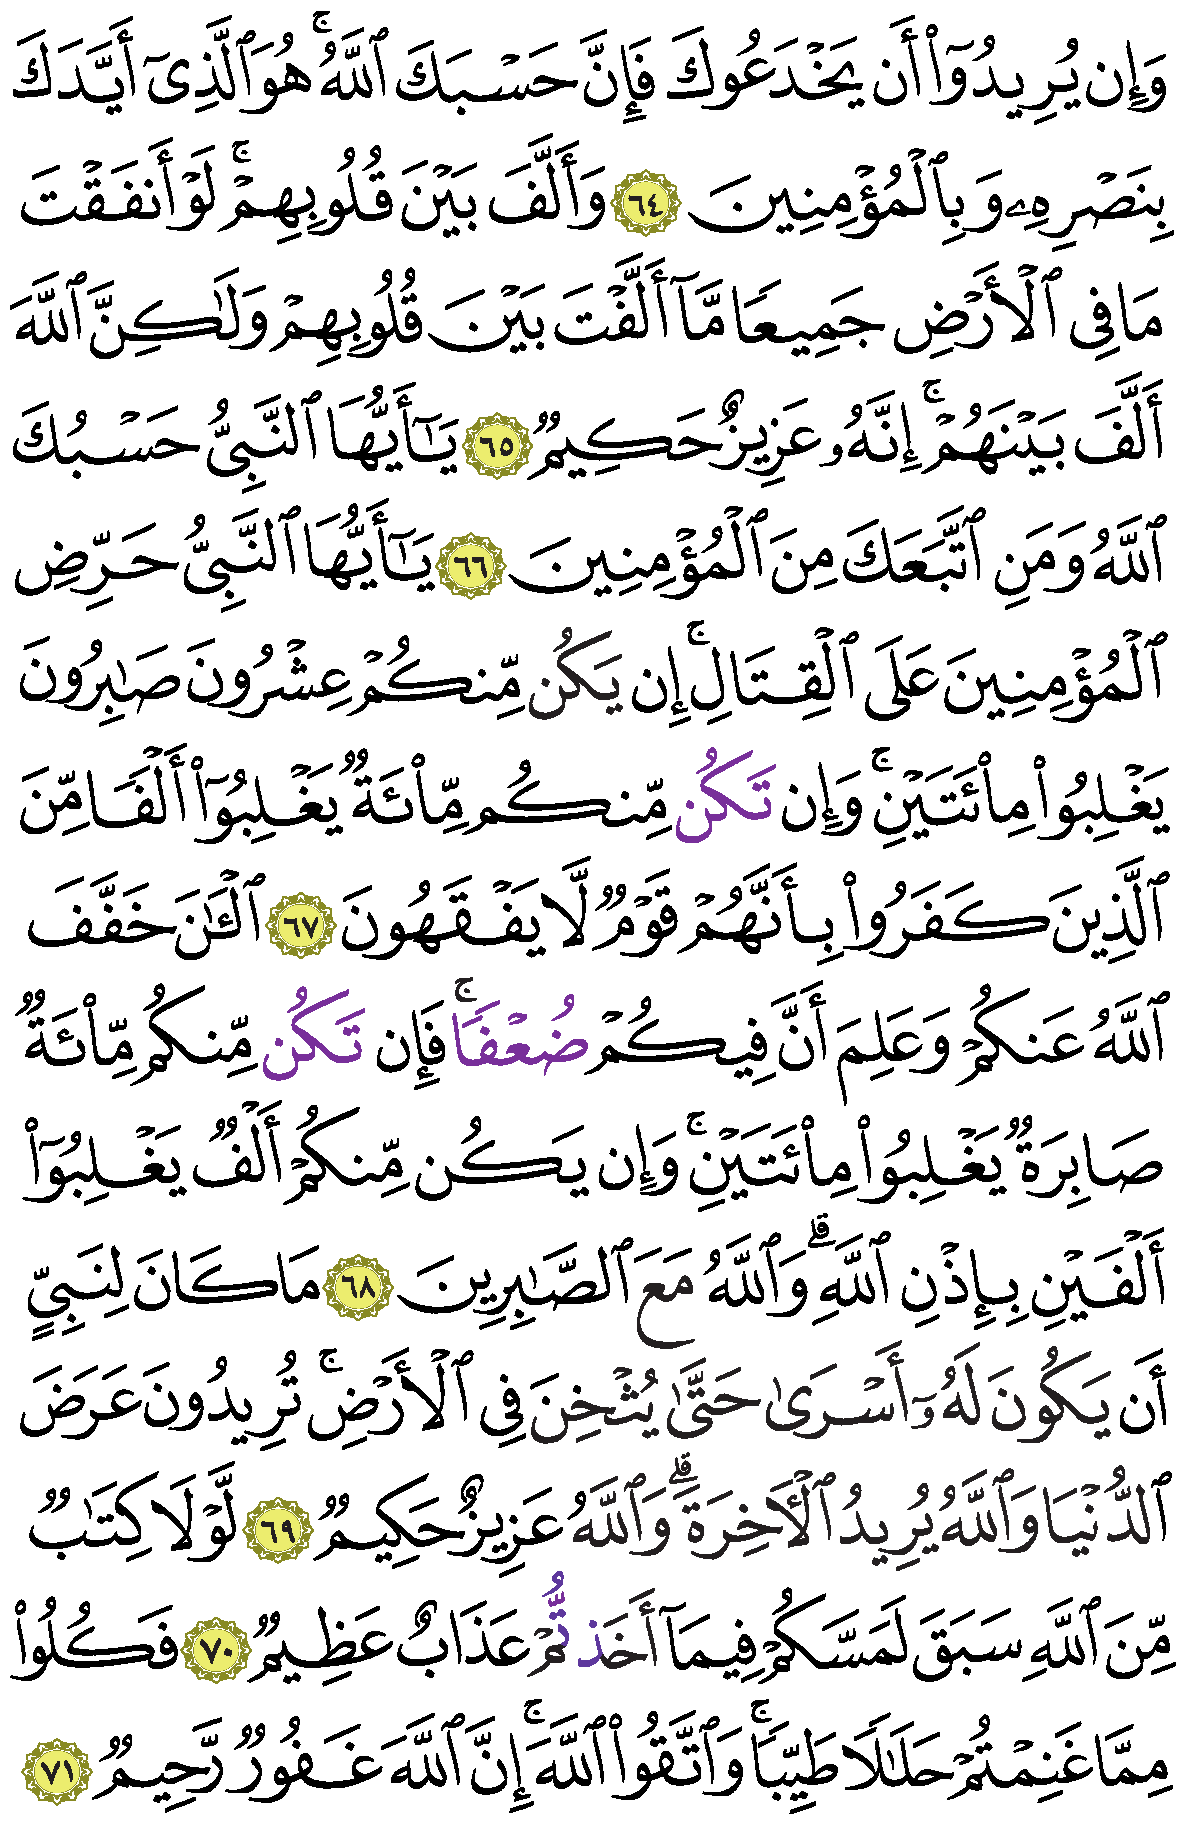 وَإِن يُرِيدُوٓا۟ أَن يَخْدَعُوكَ فَإِنَّ حَسْبَكَ ٱللَّهُ ۚ هُوَ ٱلَّذِىٓ أَيَّدَكَ
بِنَصْرِهِۦ وَبِٱلْمُؤْمِنِينَ ٦٤ وَأَلَّفَ بَيْنَ قُلُوبِهِمْ ۚ لَوْ أَنفَقْتَ
مَا فِى ٱلْأَرْضِ جَمِيعًا مَّآ أَلَّفْتَ بَيْنَ قُلُوبِهِمْ وَلَـٰكِنَّ ٱللَّهَ
أَلَّفَ بَيْنَهُمْ ۚ إِنَّهُۥ عَزِيزٌ حَكِيمٌ ٦٥ يَـٰٓأَيُّهَا ٱلنَّبِىُّ حَسْبُكَ
ٱللَّهُ وَمَنِ ٱتَّبَعَكَ مِنَ ٱلْمُؤْمِنِينَ ٦٦ يَـٰٓأَيُّهَا ٱلنَّبِىُّ حَرِّضِ
ٱلْمُؤْمِنِينَ عَلَى ٱلْقِتَالِ ۚ إِن يَكُن مِّنكُمْ عِشْرُونَ صَـٰبِرُونَ
يَغْلِبُوا۟ مِا۟ئَتَيْنِ ۚ وَإِن تَكُن مِّنكُم مِّا۟ئَةٌ يَغْلِبُوٓا۟ أَلْفًا مِّنَ
ٱلَّذِينَ كَفَرُوا۟ بِأَنَّهُمْ قَوْمٌ لَّا يَفْقَهُونَ ٦٧ ٱلْـَٔـٰنَ خَفَّفَ
ٱللَّهُ عَنكُمْ وَعَلِمَ أَنَّ فِيكُمْ ضُعْفًا ۚ فَإِن تَكُن مِّنكُم مِّا۟ئَةٌ
صَابِرَةٌ يَغْلِبُوا۟ مِا۟ئَتَيْنِ ۚ وَإِن يَكُن مِّنكُمْ أَلْفٌ يَغْلِبُوٓا۟
أَلْفَيْنِ بِإِذْنِ ٱللَّهِ ۗ وَٱللَّهُ مَعَ ٱلصَّـٰبِرِينَ ٦٨ مَا كَانَ لِنَبِىٍّ
أَن يَكُونَ لَهُۥٓ أَسْرَىٰ حَتَّىٰ يُثْخِنَ فِى ٱلْأَرْضِ ۚ تُرِيدُونَ عَرَضَ
ٱلدُّنْيَا وَٱللَّهُ يُرِيدُ ٱلْـَٔاخِرَةَ ۗ وَٱللَّهُ عَزِيزٌ حَكِيمٌ ٦٩ لَّوْلَا كِتَـٰبٌ
مِّنَ ٱللَّهِ سَبَقَ لَمَسَّكُمْ فِيمَآ أَخَذتُّمْ عَذَابٌ عَظِيمٌ ٧٠ فَكُلُوا۟
مِمَّا غَنِمْتُمْ حَلَـٰلًا طَيِّبًا ۚ وَٱتَّقُوا۟ ٱللَّهَ ۚ إِنَّ ٱللَّهَ غَفُورٌ رَّحِيمٌ ٧١